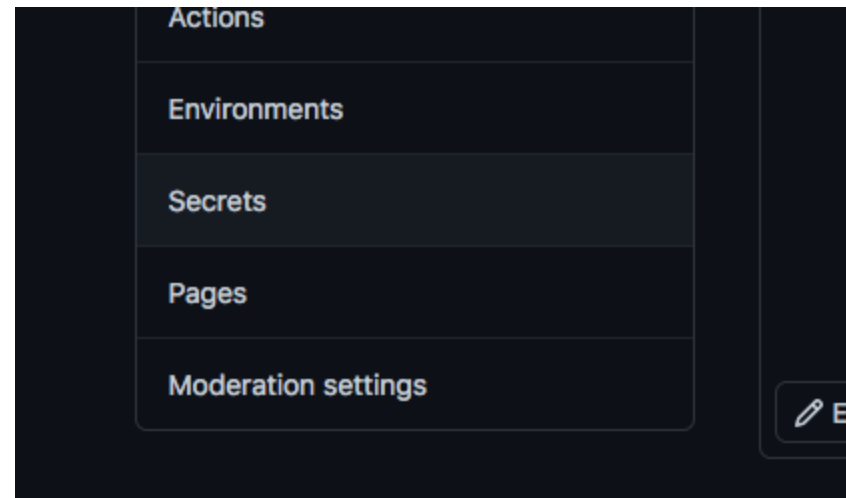 Actions
Environments
Secrets
Pages
Moderation settings
E